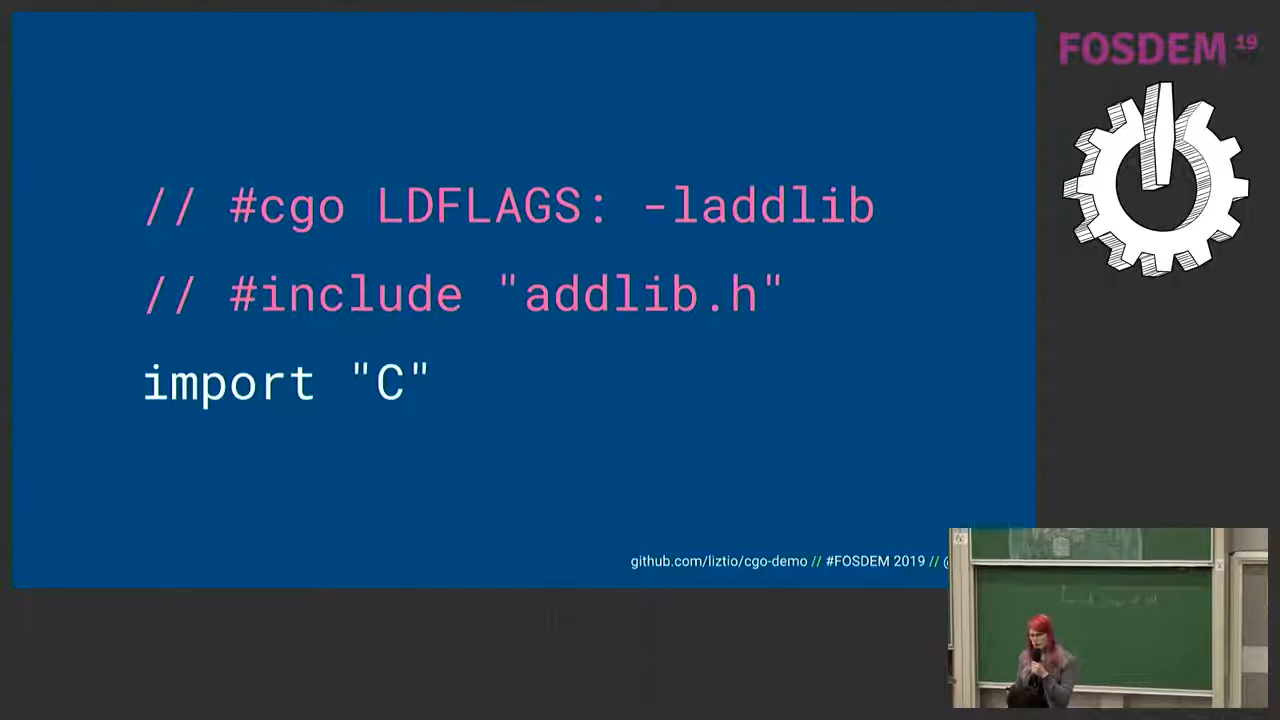 FOSDEM 19
// #cgo LDFLAGS: -laddlib
// #include "addlib.h"
import "C"
github.com/liztio/cgo-demo // #FOSDEM 2019 // @